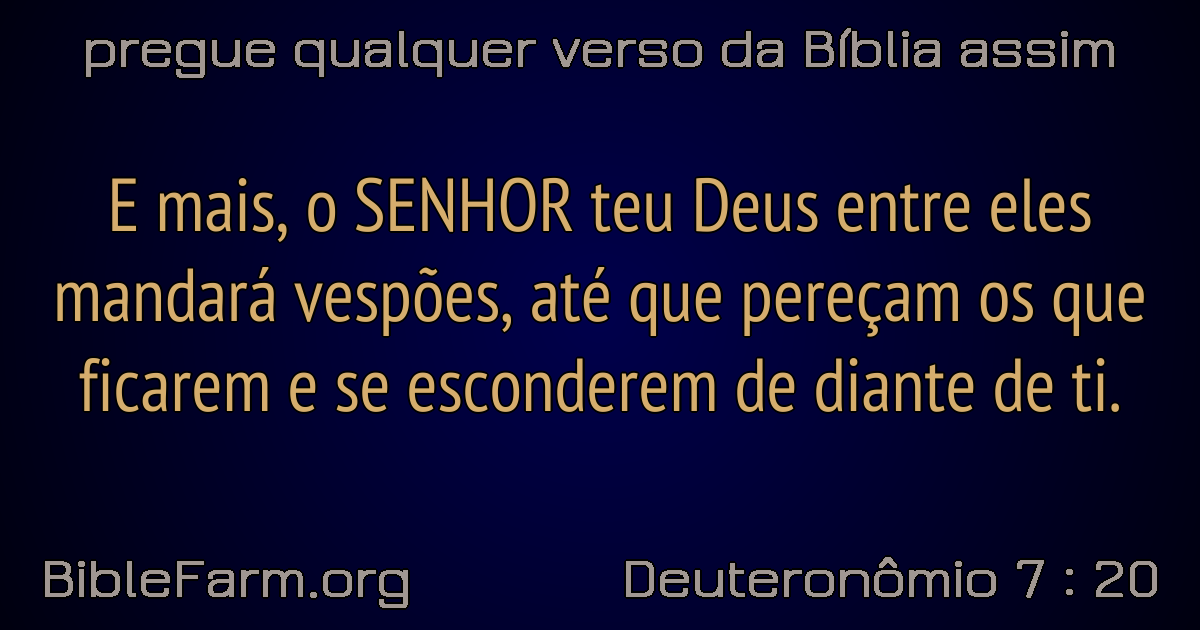 pregue qualquer verso da Bíblia assim
E mais, o SENHOR teu Deus entre eles
mandará vespões, até que pereçam os que
ficarem e se esconderem de diante de ti.
BibleFarm.org
Deuteronômio 7 : 20